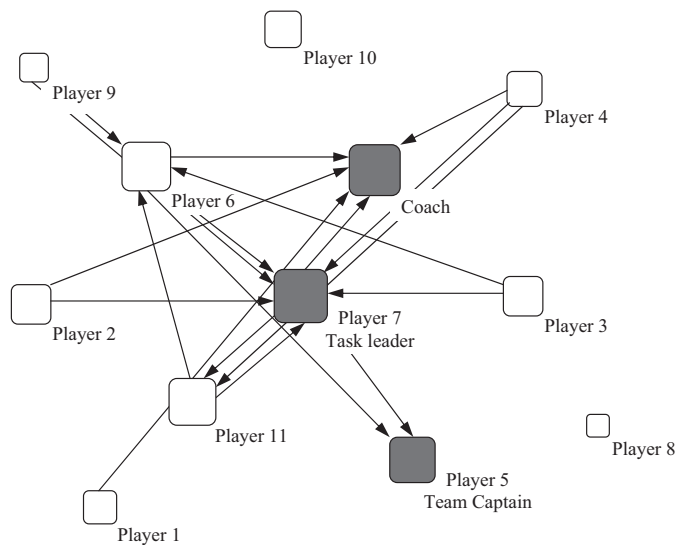 Player 10
Player 9
Player 4
Player 6
Coach
Player 2
Player 7
Task leader
Player 3
Player 11
Player 8
Player 5
Team Captain
Player 1